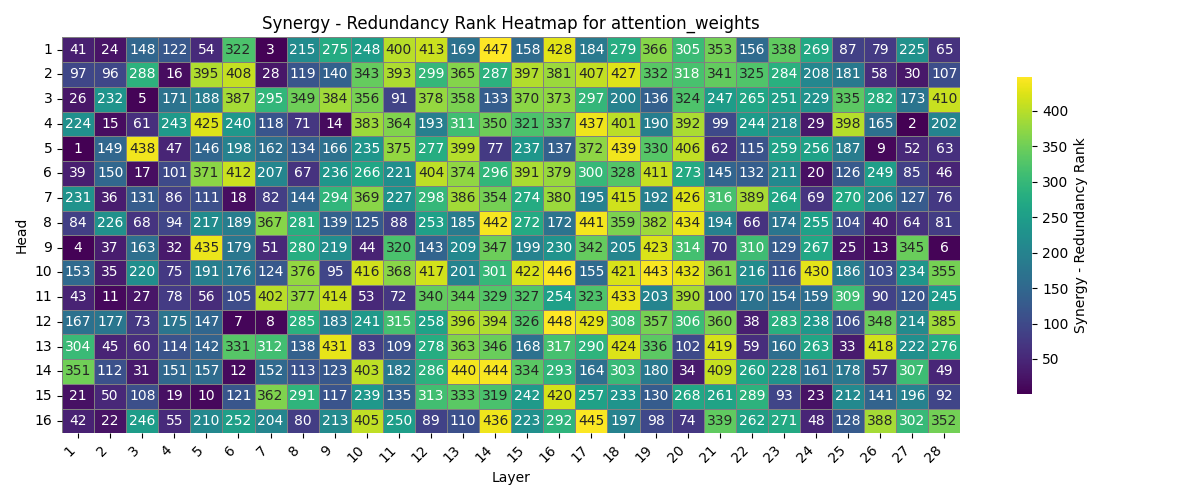 Synergy - Redundancy Rank Heatmap for attention_weights
1 41 24 148 122 54 322 3 215 275 248 400 413 169 447 158 428 184 279 366 305 353 156 338 269 87 79 225 65
2 97 96 288 16 395 408 28 119 140 343 393 299 365 287 397 381 407 427 332 318 341 325 284 208 181 58 30 107
3 26 232 5 171 188 387 295 349 384 356 91 378 358 133 370 373 297 200 136 324 247 265 251 229 335 282 173 410
4 224 15 61 243 425 240 118 71 14 383 364 193 311 350 321 337 437 401 190 392 99 244 218 29 398 165 2 202
5 1 149 438 47 146 198 162 134 166 235 375 277 399 77 237 137 372 439 330 406 62 115 259 256 187 9 52 63
6 39 150 17 101 371 412 207 67 236 266 221 404 374 296 391 379 300 328 411 273 145 132 211 20 126 249 85 46
7 231 36 86 111 18 82 144 294 369 227 298 386 354 274 380 195 415 192 426 316 389 264 69 270 206 127 76
8 84 226 68 94 217 189 367 281 139 125 88 253 185 442 272 172 441 359 382 434 194 66 174 255 104 40 64 81
9 4 37 163 32 435 179 51 280 219 44 320 143 209 347 199 230 342 205 423 314 70 310 129 267 25 13 345 6
10 153 35 220 75 191 176 124 376 95 416 368 417 201 301 422 446 155 421 443 432 361 216 116 430 186 103 234 355
11 43 11 27 78 56 105 402 377 414 53 72 340 344 329 327 254 323 433 203 390 100 170 154 159 309 90 120 245
12 167 177 73 175 147 7 8 285 183 241 315 258 396 394 326 448 429 308 357 306 360 38 283 238 106 348 214 385
13 304 45 60 114 142 331 312 138 431 83 109 278 363 346 168 317 290 424 336 102 419 59 160 263 33 418 222 276
14 351 112 31 151 157 12 152 113 123 403 182 286 440 444 334 293 164 303 180 34 409 260 228 161 178 57 307 49
15 21 50 108 19 10 121 362 291 117 239 135 313 333 319 242 420 257 233 130 268 261 289 93 23 212 141 196 92
16 42 22 246 55 210 252 204 80 213 405 250 89 110 436 223 292 445 197 98 74 339 262 271 48 128 388 302 352
1 2 3 4 5 6 7 8 9 10 11 12 13 14 15 16 17 18 19 20 21 22 23 24 25 26 27 28
Layer
Head
400
350
300
250
200
150
100
50
Synergy - Redundancy Rank